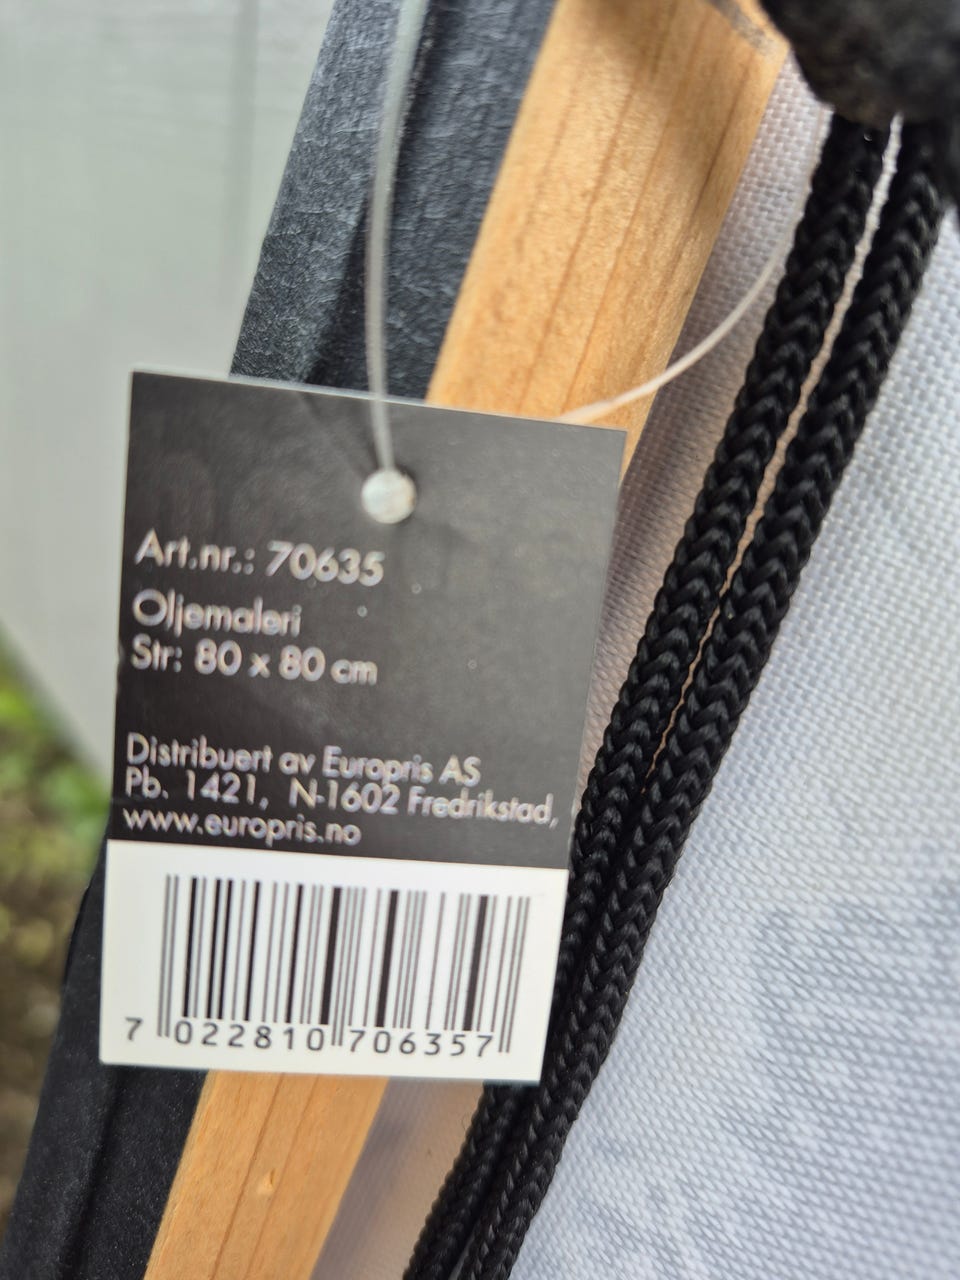 Art.nr.: 70635
Oljemaleri
Str: 80 x 80 cm
Distribuert av Europris AS
Pb. 1421, N-1602 Fredrikstad,
www.europris.no
7 022810 706357